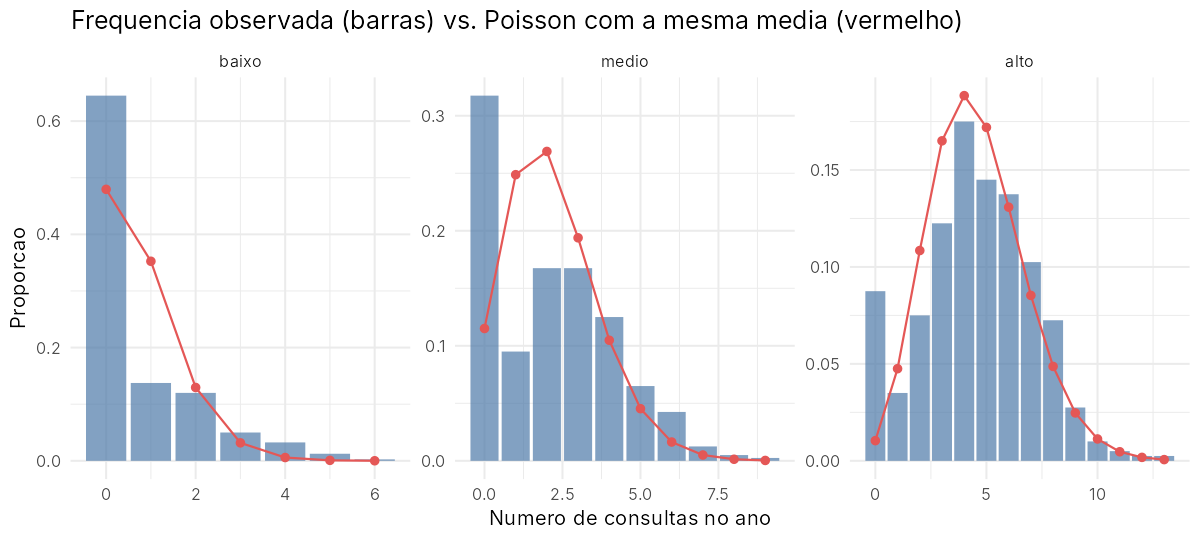 Frequencia observada (barras) vs. Poisson com a mesma media (vermelho)
baixo
medio
alto
Proporcao
0.6
0.4
0.2
0.0
0 2 4 6
0.3
0.2
0.1
0.0
0.0 2.5 5.0 7.5
0.15
0.10
0.05
0.00
0 5 10
Numero de consultas no ano